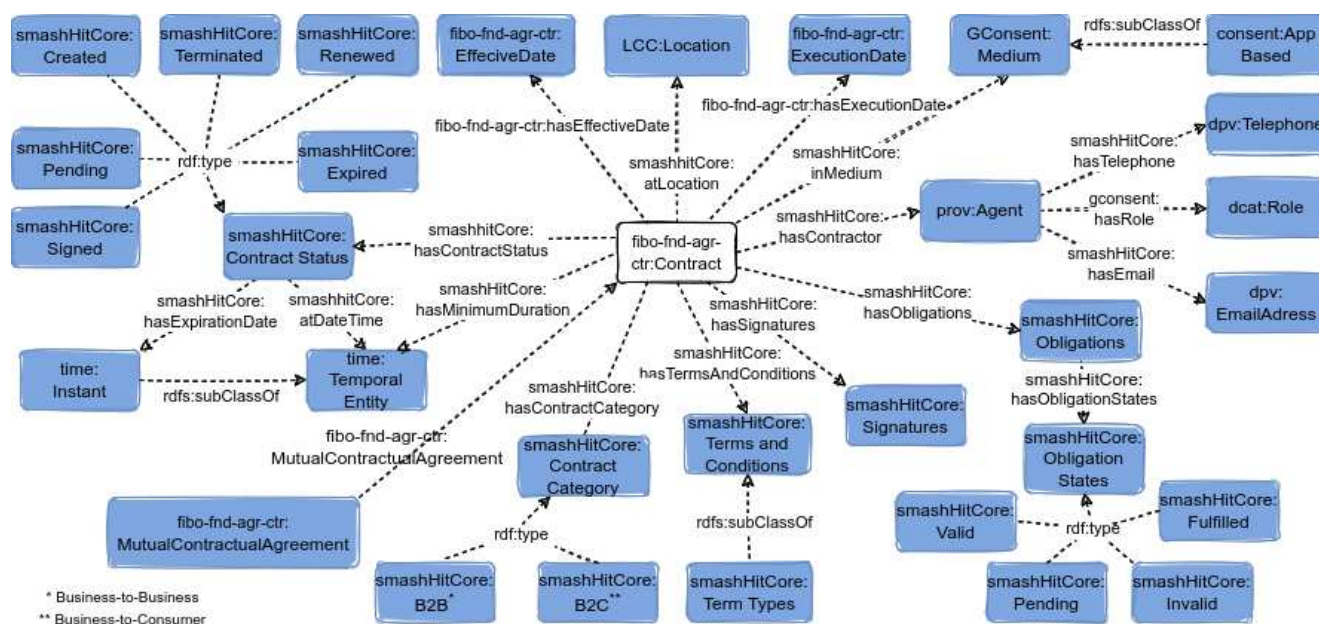 smashHitCore:
Created
smashHitCore:
Terminated
smashHitCore:
Renewed
fibo-fnd-agr-ctr:
EffeciveDate
LCC:Location
fibo-fnd-agr-ctr:
ExecutionDate
GConsent:
Medium
rdfs:subClassOf
consent:App
Based
fibo-fnd-agr-ctr:hasEffectiveDate
fibo-fnd-agr-ctr:hasExecutionDate
smashHitCore:
Pending
rdf:type
smashHitCore:
Expired
smashhitCore:
atLocation
smashHitCore:
inMedium
smashHitCore:
hasTelephone
dpv:Telephone
smashHitCore:
Signed
smashHitCore:
Contract Status
smashhitCore:
hasContractStatus
fibo-fnd-agr-
ctr:Contract
smashHitCore:
hasContractor
prov:Agent
gconsent:
hasRole
dcat:Role
smashHitCore:
hasEmail
dpv:
EmailAdress
smashHitCore:
hasExpirationDate
smashhitCore:
atDateTime
smashHitCore:
hasMinimumDuration
smashHitCore:
hasSignatures
smashHitCore:
hasObligations
smashHitCore:
Obligations
time:
Instant
rdfs:subClassOf
time:
Temporal
Entity
smashHitCore:
hasContractCategory
smashHitCore:
hasTermsAndConditions
smashHitCore:
hasObligationStates
smashHitCore:
Signatures
fibo-fnd-agr-ctr:
MutualContractualAgreement
smashHitCore:
Contract
Category
smashHitCore:
Terms and
Conditions
smashHitCore:
Obligation
States
fibo-fnd-agr-ctr:
MutualContractualAgreement
rdf:type
rdfs:subClassOf
smashHitCore:
Valid
rdf:type
smashHitCore:
Fulfilled
smashHitCore:
B2B*
smashHitCore:
B2C**
smashHitCore:
Term Types
smashHitCore:
Pending
smashHitCore:
Invalid
* Business-to-Business
** Business-to-Consumer